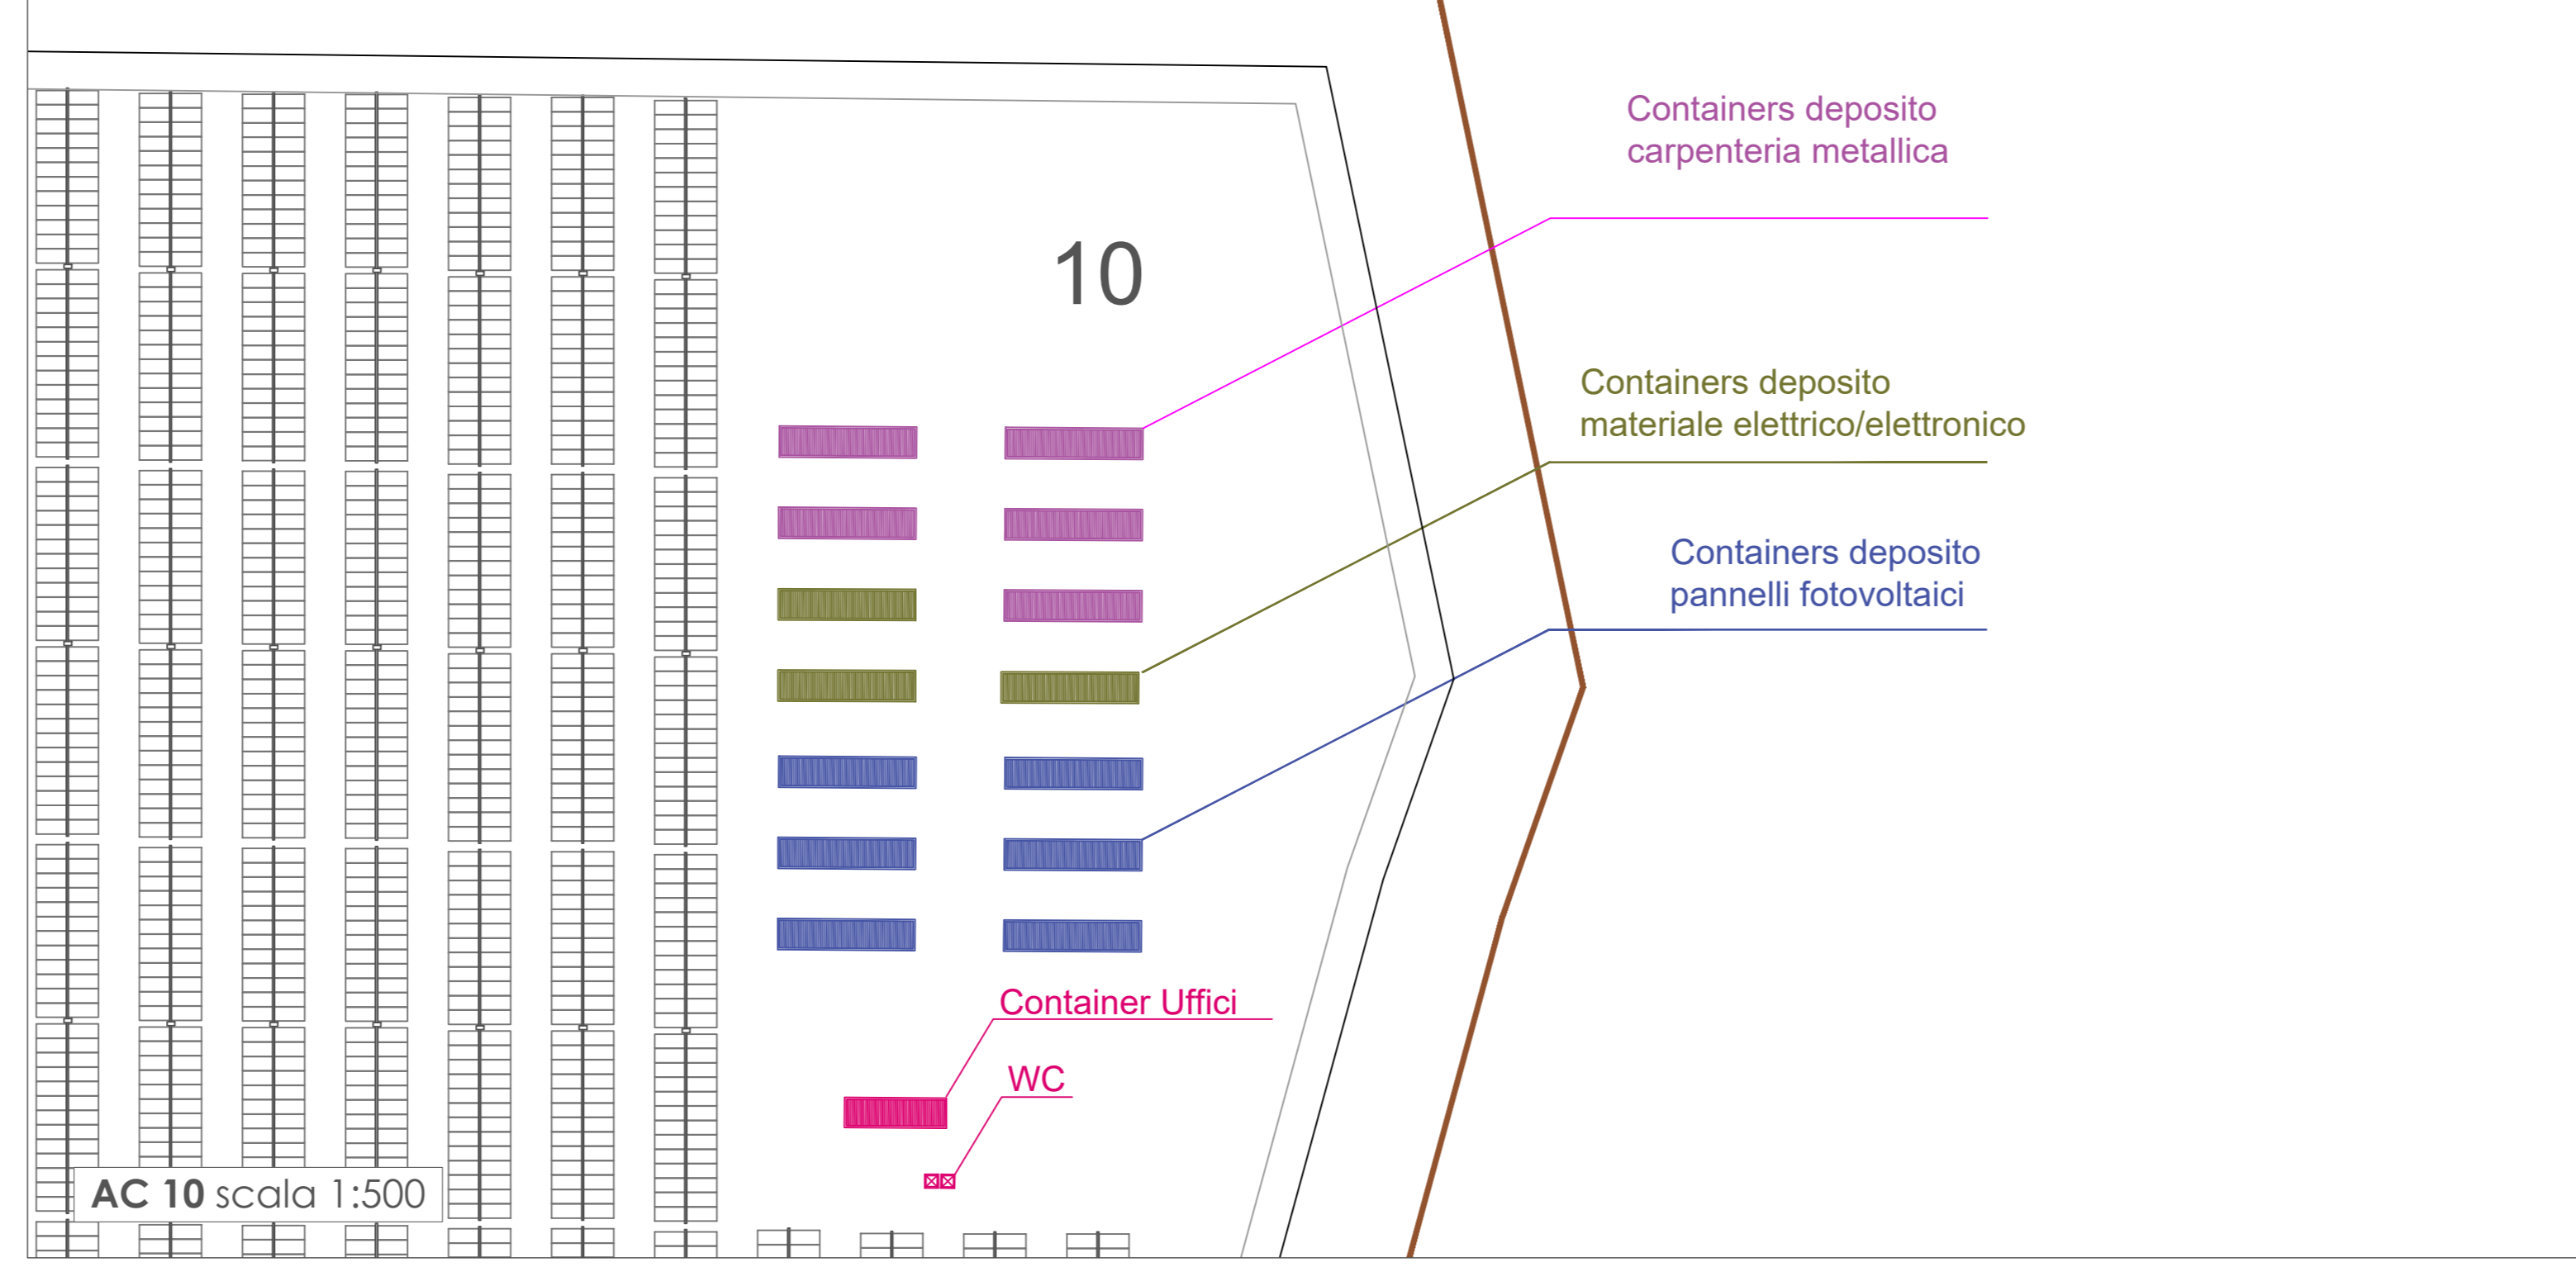 Containers deposito
carpenteria metallica
10
Containers deposito
materiale elettrico/elettronico
Containers deposito
pannelli fotovoltaici
Container Uffici
WC
AC 10 scala 1:500